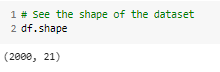 1 # See the shape of the dataset
2 df.shape
(2000, 21)